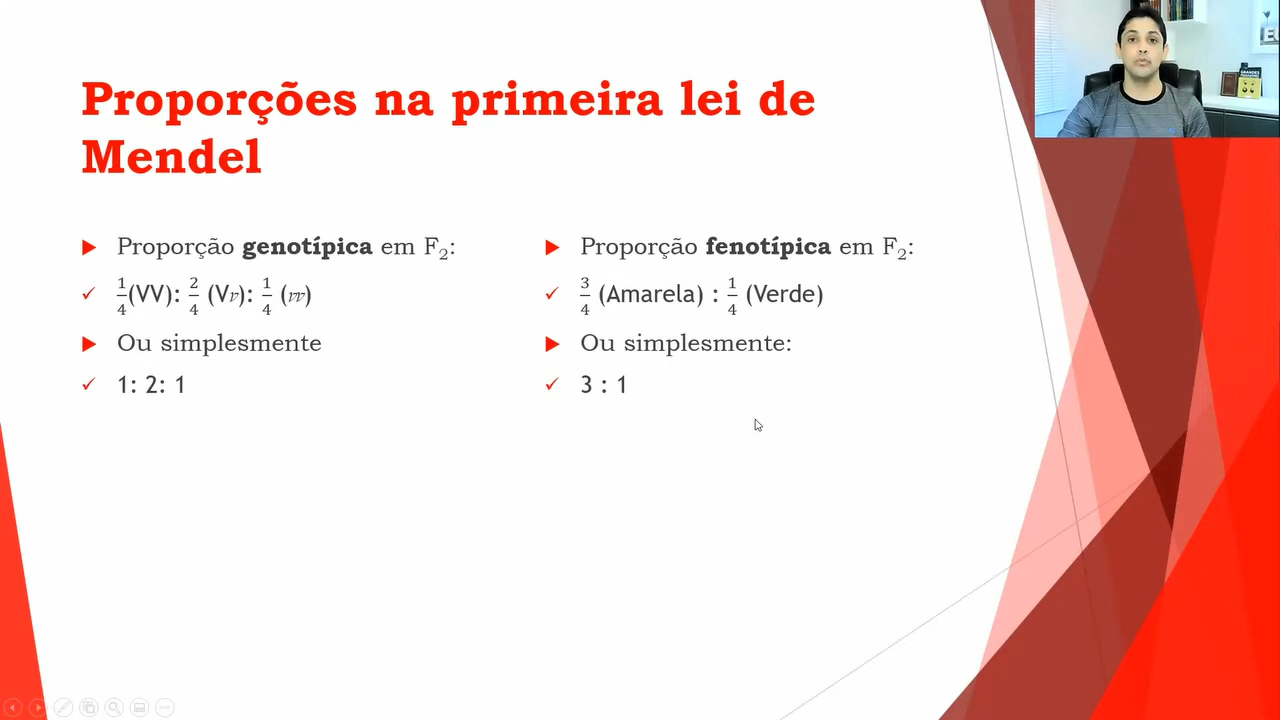 Proporções na primeira lei de
Mendel
Proporção genotípica em F₂:
1/4(VV): 2/4 (Vv): 1/4 (vv)
Ou simplesmente
1: 2: 1
Proporção fenotípica em F₂:
3/4 (Amarela) : 1/4 (Verde)
Ou simplesmente:
3 : 1
GRANDES